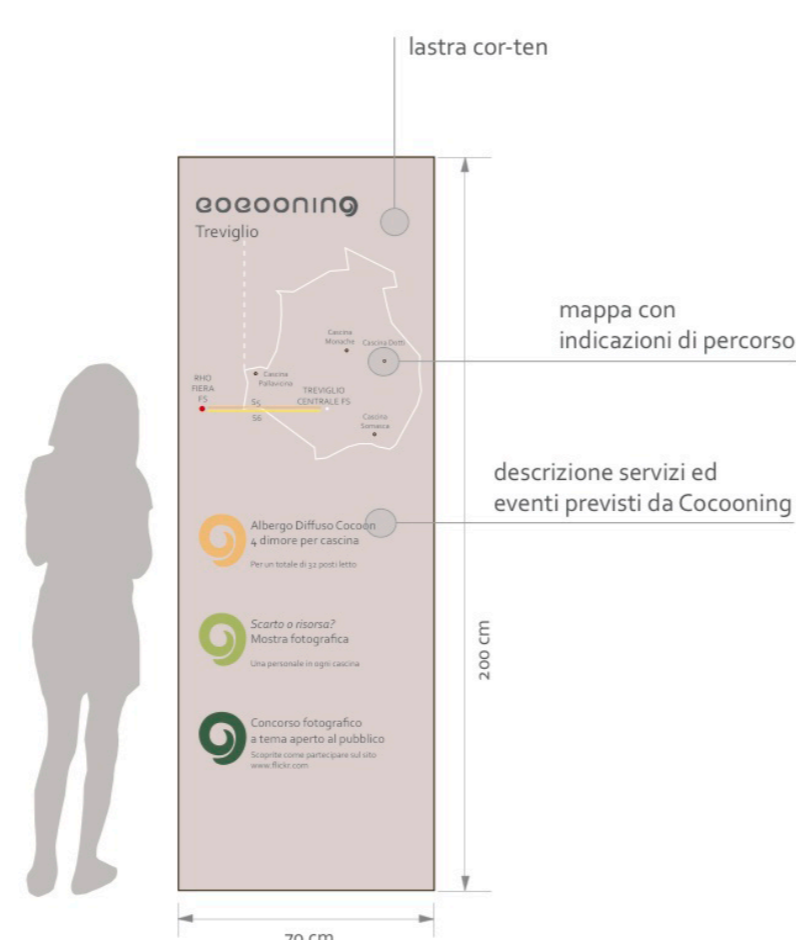 lastra cor-ten
cocooning
Treviglio
mappa con
indicazioni di percorso
Cascina
Monache
Cascina Dotti
Cascina
Pallavicina
RHO
FIERA
FS
TREVIGLIO
CENTRALE FS
S5
S6
Cascina
Somasca
descrizione servizi ed
eventi previsti da Cocooning
Albergo Diffuso Cocoon
4 dimore per cascina
Per un totale di 32 posti letto
Scarto o risorsa?
Mostra fotografica
Una personale in ogni cascina
200 cm
Concorso fotografico
a tema aperto al pubblico
Scoprite come partecipare sul sito
www.flickr.com
70 cm